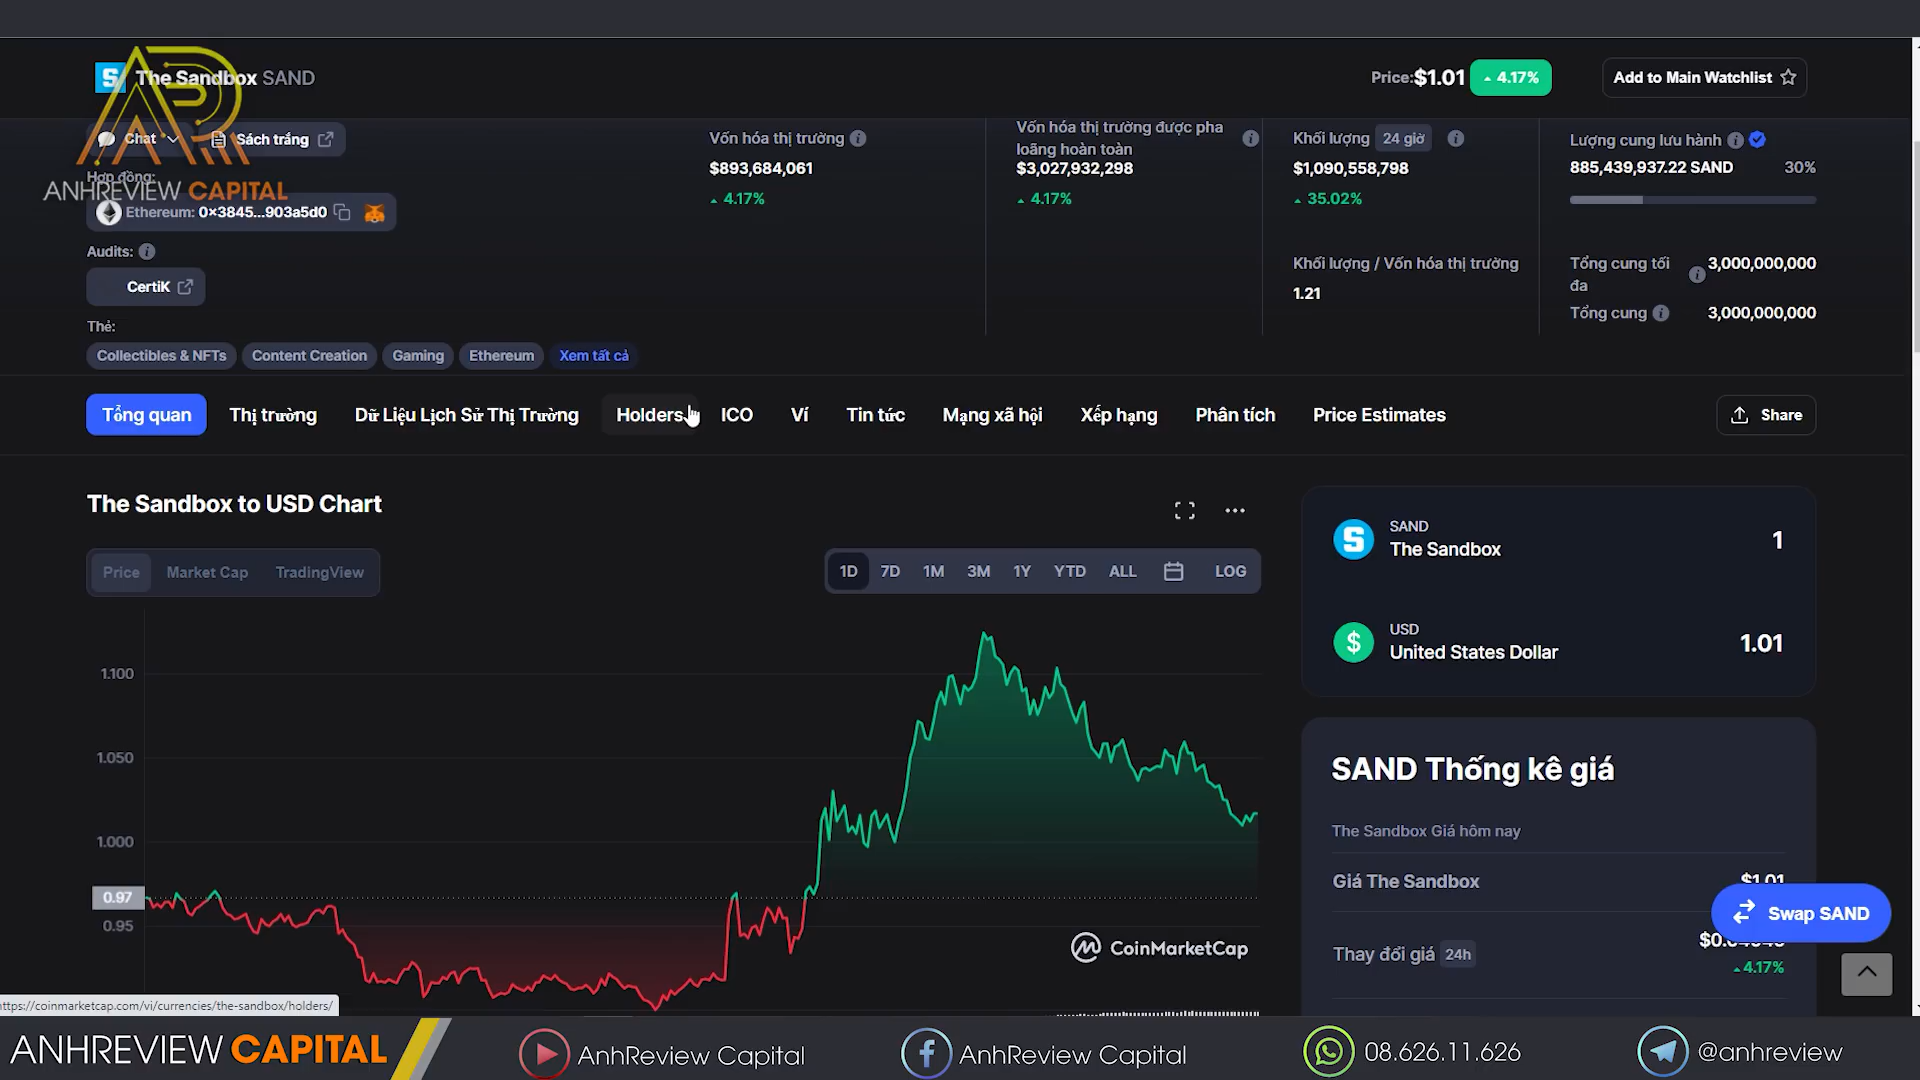 The Sandbox SAND
Price:$1.01
4.17%
Add to Main Watchlist
Chat
Sách trắng
Hợp đồng:
ANHREVIEW CAPITAL
Ethereum: 0x3845...903a5d0
Audits:
CertiK
Thẻ:
Collectibles & NFTs
Content Creation
Gaming
Ethereum
Xem tất cả
Vốn hóa thị trường
$893,684,061
4.17%
Vốn hóa thị trường được pha
loãng hoàn toàn
$3,027,932,298
4.17%
Khối lượng 24 giờ
$1,090,558,798
35.02%
Khối lượng / Vốn hóa thị trường
1.21
Lượng cung lưu hành
885,439,937.22 SAND 30%
Tổng cung tối
đa
3,000,000,000
Tổng cung 3,000,000,000
Tổng quan
Thị trường
Dữ Liệu Lịch Sử Thị Trường
Holders
ICO
Ví
Tin tức
Mạng xã hội
Xếp hạng
Phân tích
Price Estimates
Share
The Sandbox to USD Chart
Price
Market Cap
TradingView
1D
7D
1M
3M
1Y
YTD
ALL
LOG
1.100
1.050
1.000
0.97
0.95
CoinMarketCap
SAND
The Sandbox
1
USD
United States Dollar
1.01
SAND Thống kê giá
The Sandbox Giá hôm nay
Giá The Sandbox
$1.01
Swap SAND
Thay đổi giá 24h
4.17%
https://coinmarketcap.com/vi/currencies/the-sandbox/holders/
ANHREVIEW CAPITAL
AnhReview Capital
AnhReview Capital
08.626.11.626
@anhreview